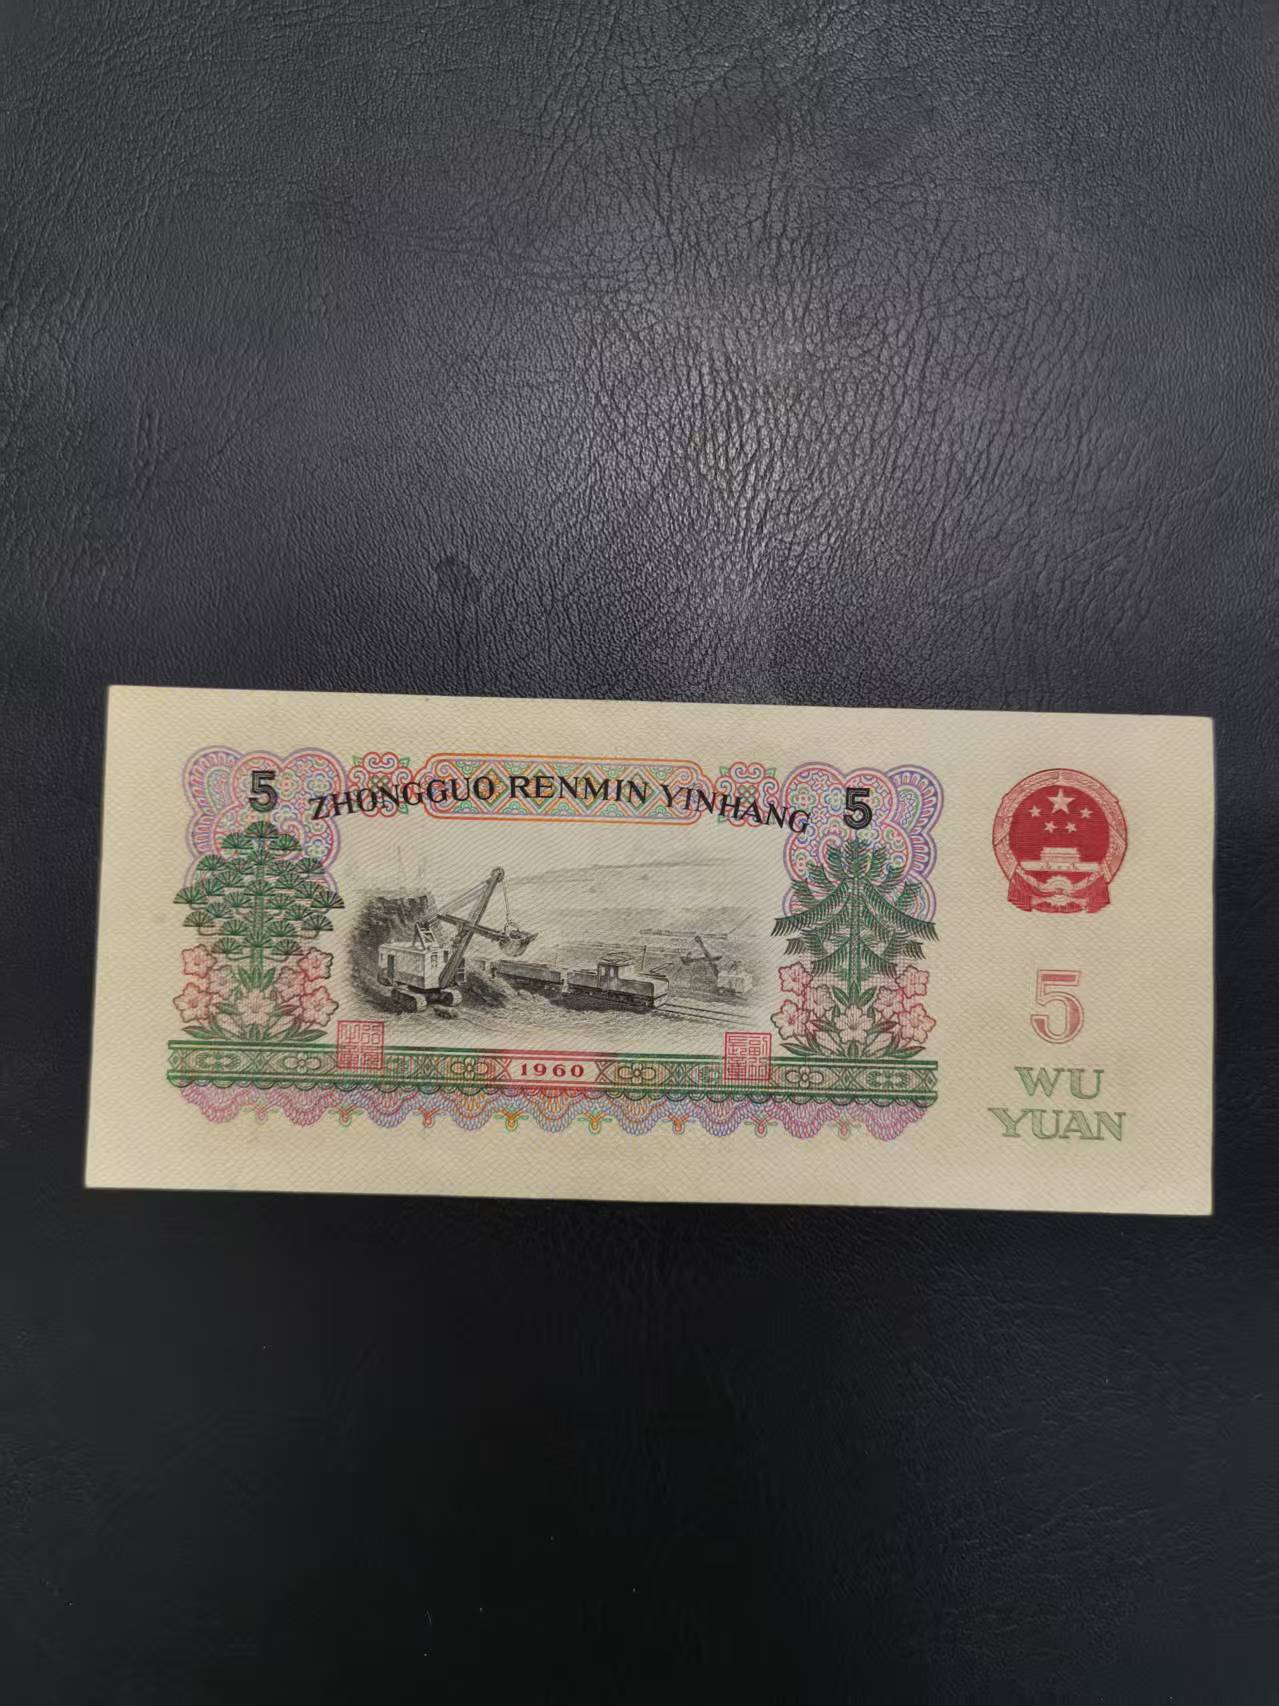 5 ZHONGGUO RENMIN YINHANG 5
1960
5
WU
YUAN